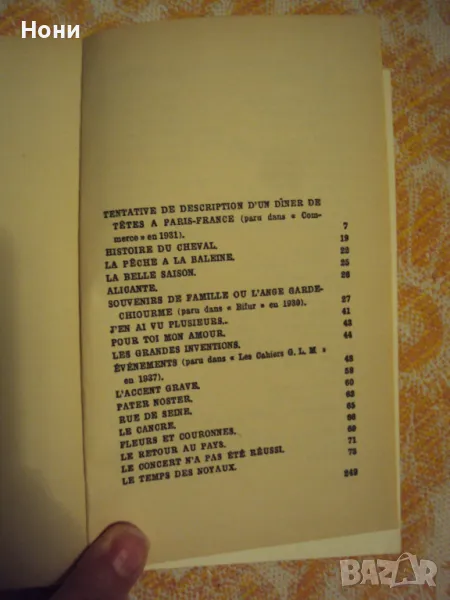 Нони
TENTATIVE DE DESCRIPTION D'UN DÎNER DE
TÊTES A PARIS-FRANCE (paru dans « Com-
merce » en 1931). 7
HISTOIRE DU CHEVAL. 19
LA PÊCHE A LA BALEINE. 22
LA BELLE SAISON. 25
ALICANTE. 26
SOUVENIRS DE FAMILLE OU L'ANGE GARDE-
CHIOURME (paru dans « Bifur » en 1930). 27
J'EN AI VU PLUSIEURS.. 41
POUR TOI MON AMOUR. 43
LES GRANDES INVENTIONS. 44
ÉVÉNEMENTS (paru dans « Les Cahiers G. L. M »
en 1937). 48
L'ACCENT GRAVE. 59
PATER NOSTER. 60
RUE DE SEINE. 62
LE CANCRE. 65
FLEURS ET COURONNES. 66
LE RETOUR AU PAYS. 69
LE CONCERT N'A PAS ÉTÉ RÉUSSI. 71
LE TEMPS DES NOYAUX. 73
249
BAZAR